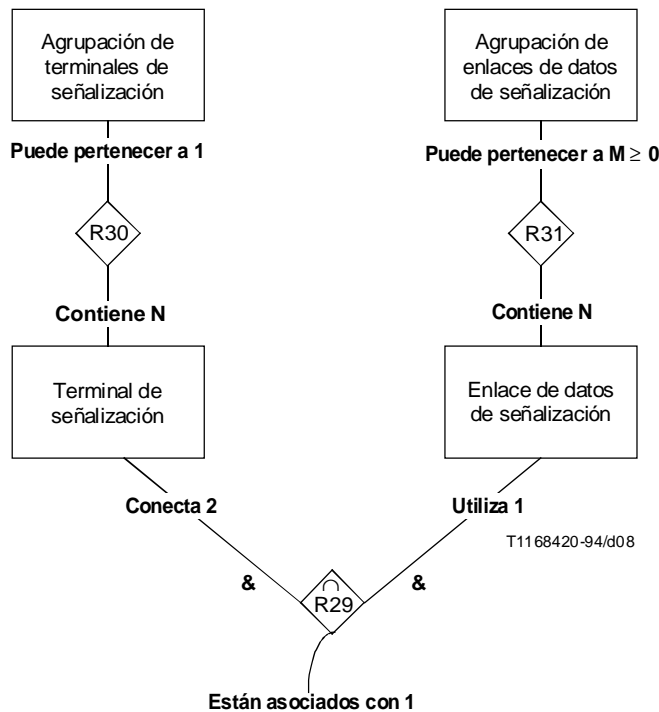 Agrupación de
terminales de
señalización
Agrupación de
enlaces de datos
de señalización
Puede pertenecer a 1
Puede pertenecer a M ≥ 0
R30
R31
Contiene N
Contiene N
Terminal de
señalización
Enlace de datos
de señalización
Conecta 2
Utiliza 1
T1168420-94/d08
&
&
∩
R29
Están asociados con 1